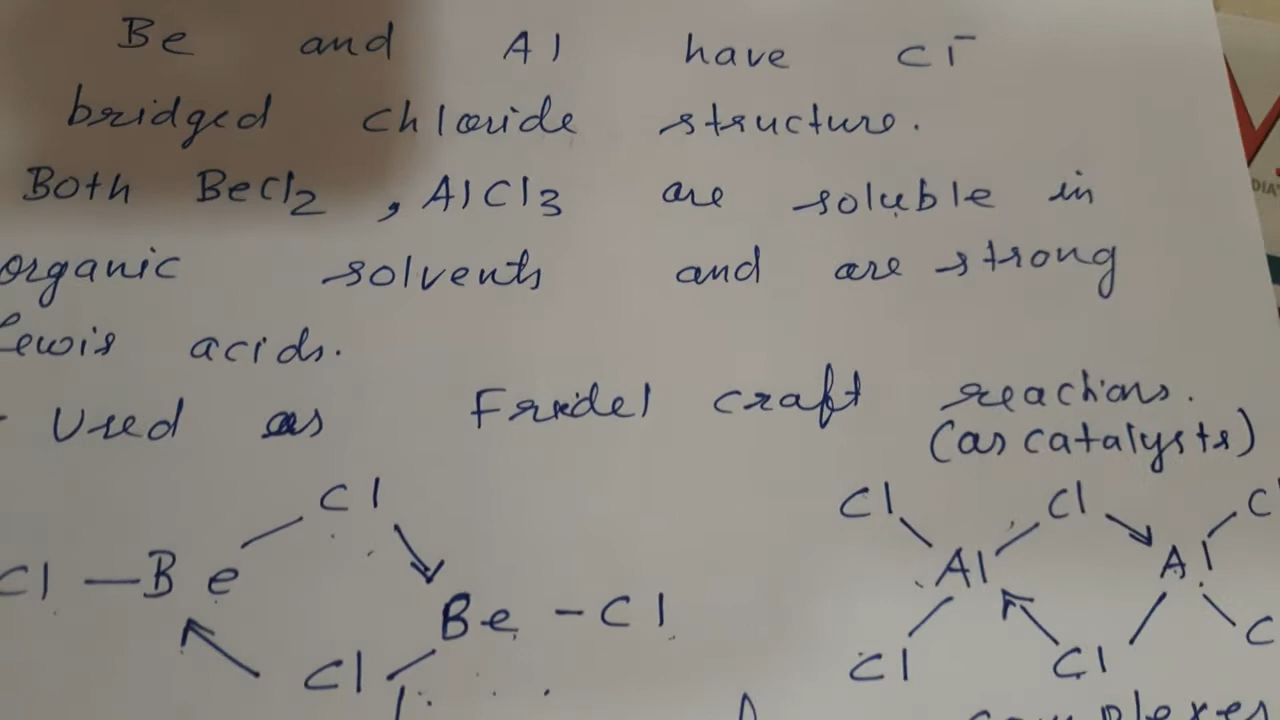 Be and Al have Cl⁻
bridged chloride structure.
Both BeCl2, AlCl3 are soluble in
organic solvents and are strong
Lewis acids.
- Used as Fridel craft reactions.
(as catalysts)
Cl Cl Cl C
Cl — Be Al Al
Be - Cl C
Cl Cl Cl
complexes